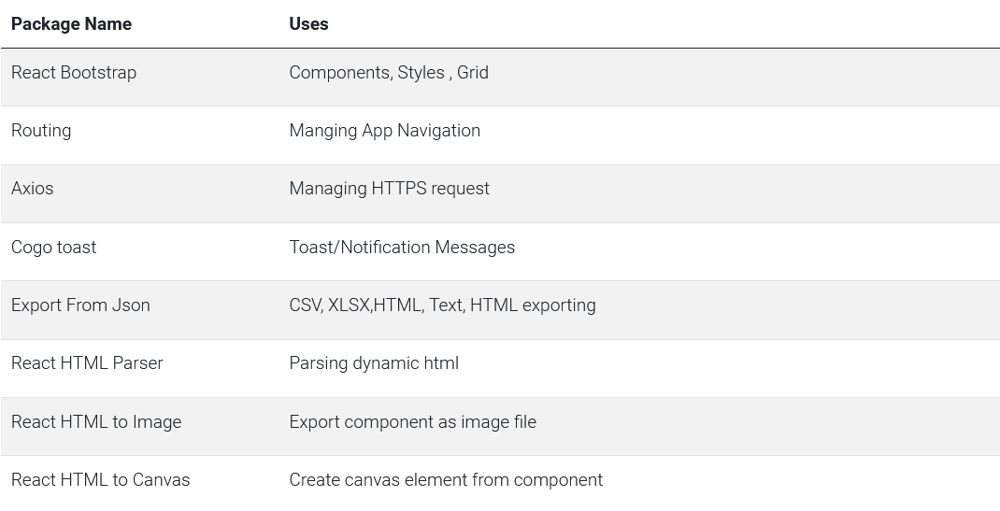 Package Name Uses
React Bootstrap Components, Styles , Grid
Routing Manging App Navigation
Axios Managing HTTPS request
Cogo toast Toast/Notification Messages
Export From Json CSV, XLSX,HTML, Text, HTML exporting
React HTML Parser Parsing dynamic html
React HTML to Image Export component as image file
React HTML to Canvas Create canvas element from component